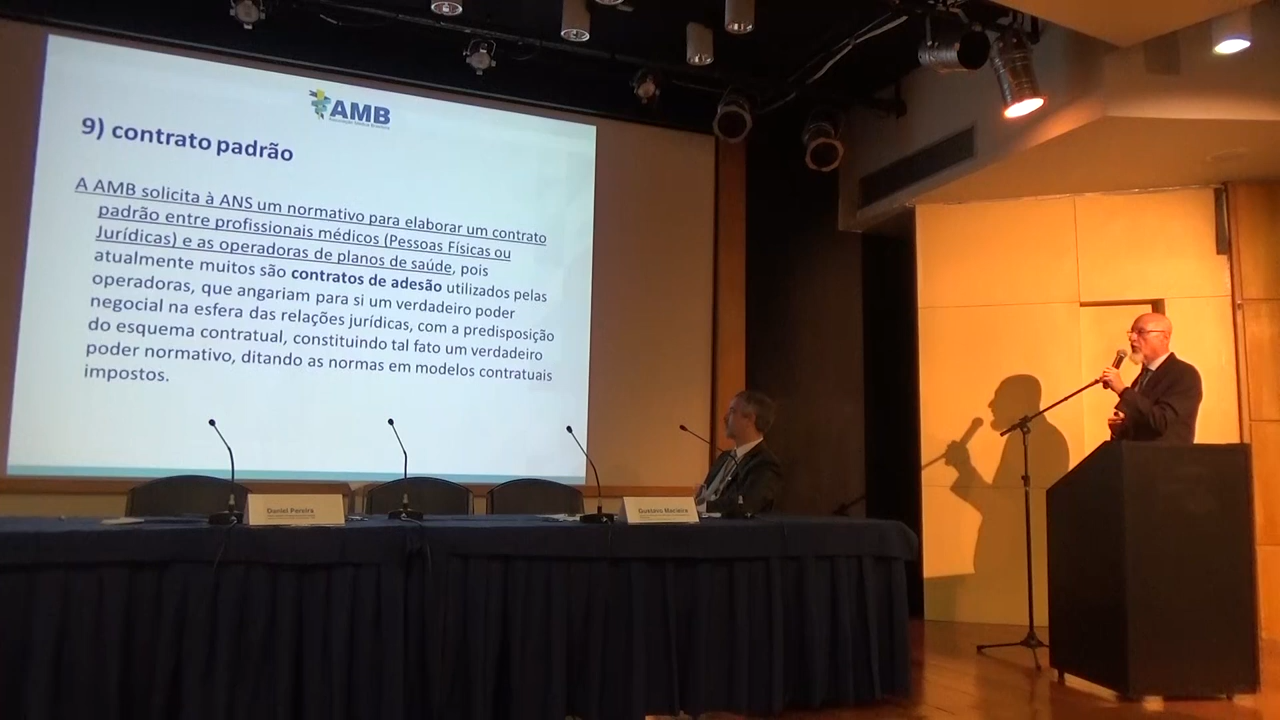 AMB
Associação Médica Brasileira
9) contrato padrão
A AMB solicita à ANS um normativo para elaborar um contrato
padrão entre profissionais médicos (Pessoas Físicas ou
Jurídicas) e as operadoras de planos de saúde, pois
atualmente muitos são contratos de adesão utilizados pelas
operadoras, que angariam para si um verdadeiro poder
negocial na esfera das relações jurídicas, com a predisposição
do esquema contratual, constituindo tal fato um verdadeiro
poder normativo, ditando as normas em modelos contratuais
impostos.
Daniel Pereira
Gustavo Macieira